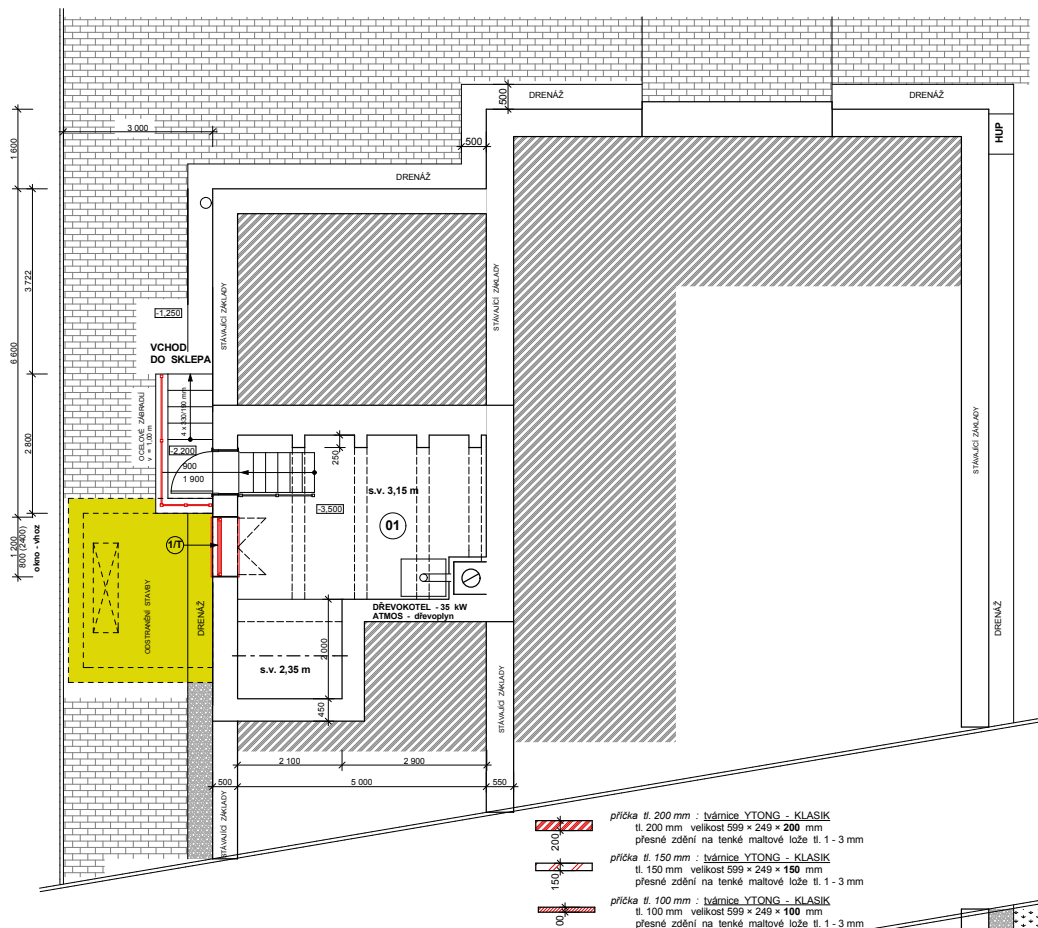 DRENÁŽ
500
DRENÁŽ
HUP
3 000
1 600
500
DRENÁŽ
3 722
6 600
STÁVAJÍCÍ ZÁKLADY
STÁVAJÍCÍ ZÁKLADY
-1,250
VCHOD
DO SKLEPA
OCELOVÉ ZÁBRADLÍ
v = 1,00 m
2 800
-2,200
900
1 900
250
s.v. 3,15 m
-3,500
01
STÁVAJÍCÍ ZÁKLADY
1 200
800 (2400)
okno - vhoz
1/T
ODSTRANĚNÍ STAVBY
DRENÁŽ
DŘEVOKOTEL - 35 kW
ATMOS - dřevoplyn
DRENÁŽ
2 000
s.v. 2,35 m
450
STÁVAJÍCÍ ZÁKLADY
2 100
2 900
500
5 000
550
STÁVAJÍCÍ ZÁKLADY
200
příčka tl. 200 mm : tvárnice YTONG - KLASIK
tl. 200 mm velikost 599 × 249 × 200 mm
přesné zdění na tenké maltové lože tl. 1 - 3 mm
150
příčka tl. 150 mm : tvárnice YTONG - KLASIK
tl. 150 mm velikost 599 × 249 × 150 mm
přesné zdění na tenké maltové lože tl. 1 - 3 mm
příčka tl. 100 mm : tvárnice YTONG - KLASIK
tl. 100 mm velikost 599 × 249 × 100 mm
přesné zdění na tenké maltové lože tl. 1 - 3 mm